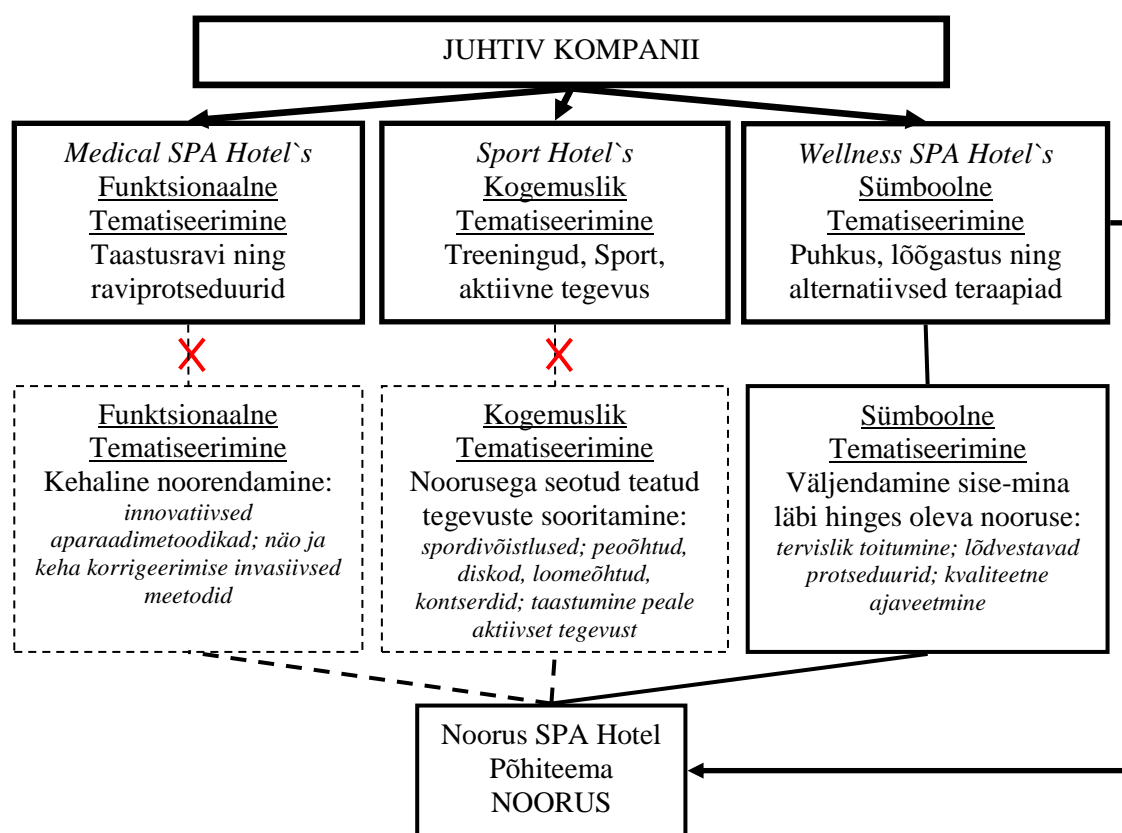 JUHTIV KOMPANII
Medical SPA Hotel`s
Funktsionaalne
Tematiseerimine
Taastusravi ning
raviprotseduurid
Sport Hotel`s
Kogemuslik
Tematiseerimine
Treeningud, Sport,
aktiivne tegevus
Wellness SPA Hotel`s
Sümboolne
Tematiseerimine
Puhkus, lõõgastus ning
alternatiivsed teraapiad
Funktsionaalne
Tematiseerimine
Kehaline noorendamine:
innovatiivsed
aparaadimetoodikad; näo ja
keha korrigeerimise invasiivsed
meetodid
Kogemuslik
Tematiseerimine
Noorusega seotud teatud
tegevuste sooritamine:
spordivõistlused; peoõhtud,
diskod, loomeõhtud,
kontserdid; taastumine peale
aktiivset tegevust
Sümboolne
Tematiseerimine
Väljendamine sise-mina
läbi hinges oleva nooruse:
tervislik toitumine; lõdvestavad
protseduurid; kvaliteetne
ajaveetmine
Noorus SPA Hotel
Põhiteema
NOORUS